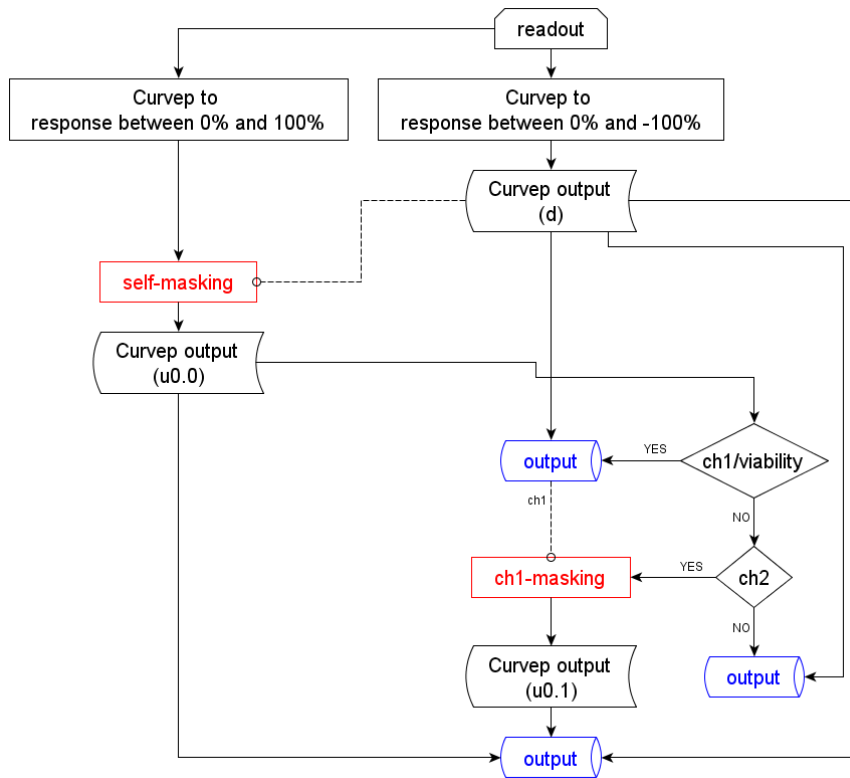 readout
Curvep to
response between 0% and 100%
Curvep to
response between 0% and -100%
Curvep output
(d)
self-masking
Curvep output
(u0.0)
output
YES
ch1/viability
ch1
NO
ch1-masking
YES
ch2
NO
Curvep output
(u0.1)
output
output